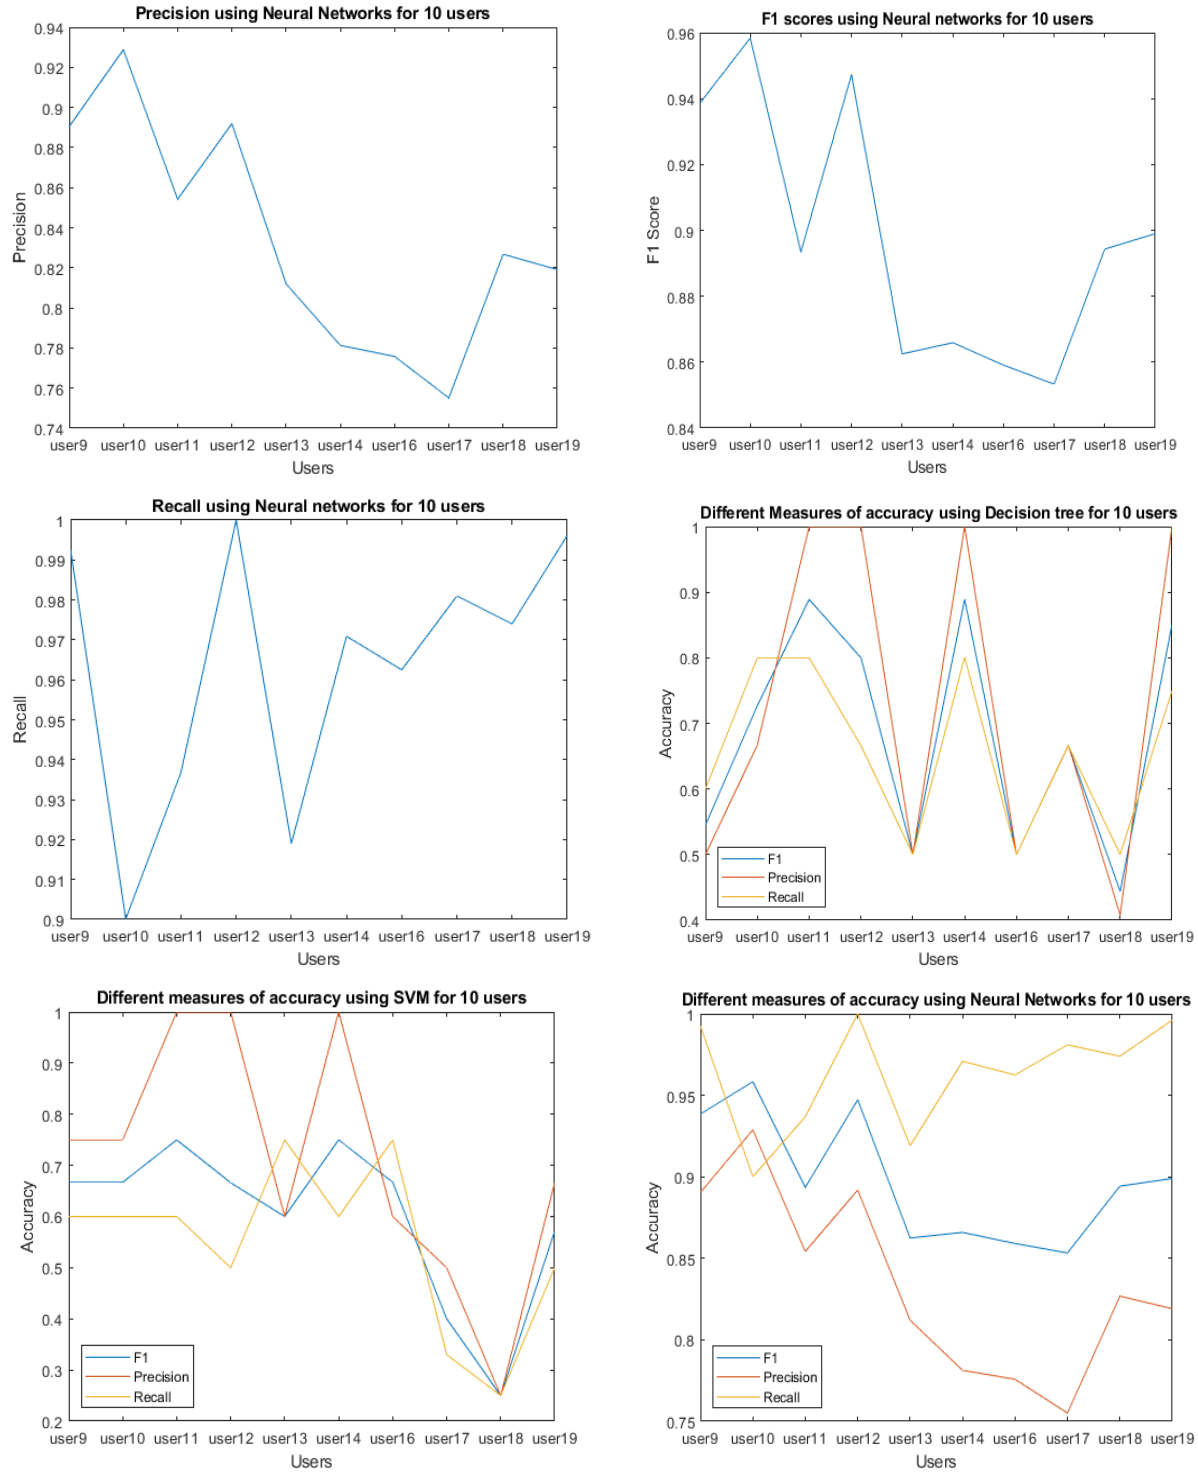 Precision using Neural Networks for 10 users
0.94
0.92
0.9
0.88
0.86
0.84
0.82
0.8
0.78
0.76
0.74
Precision
user9 user10 user11 user12 user13 user14 user16 user17 user18 user19
Users
F1 scores using Neural networks for 10 users
0.96
0.94
0.92
0.9
0.88
0.86
0.84
F1 Score
user9 user10 user11 user12 user13 user14 user16 user17 user18 user19
Users
Recall using Neural networks for 10 users
1
0.99
0.98
0.97
0.96
0.95
0.94
0.93
0.92
0.91
0.9
Recall
user9 user10 user11 user12 user13 user14 user16 user17 user18 user19
Users
Different Measures of accuracy using Decision tree for 10 users
1
0.9
0.8
0.7
0.6
0.5
0.4
Accuracy
F1
Precision
Recall
user9 user10 user11 user12 user13 user14 user16 user17 user18 user19
Users
Different measures of accuracy using SVM for 10 users
1
0.9
0.8
0.7
0.6
0.5
0.4
0.3
0.2
Accuracy
F1
Precision
Recall
user9 user10 user11 user12 user13 user14 user16 user17 user18 user19
Users
Different measures of accuracy using Neural Networks for 10 users
1
0.95
0.9
0.85
0.8
0.75
Accuracy
F1
Precision
Recall
user9 user10 user11 user12 user13 user14 user16 user17 user18 user19
Users